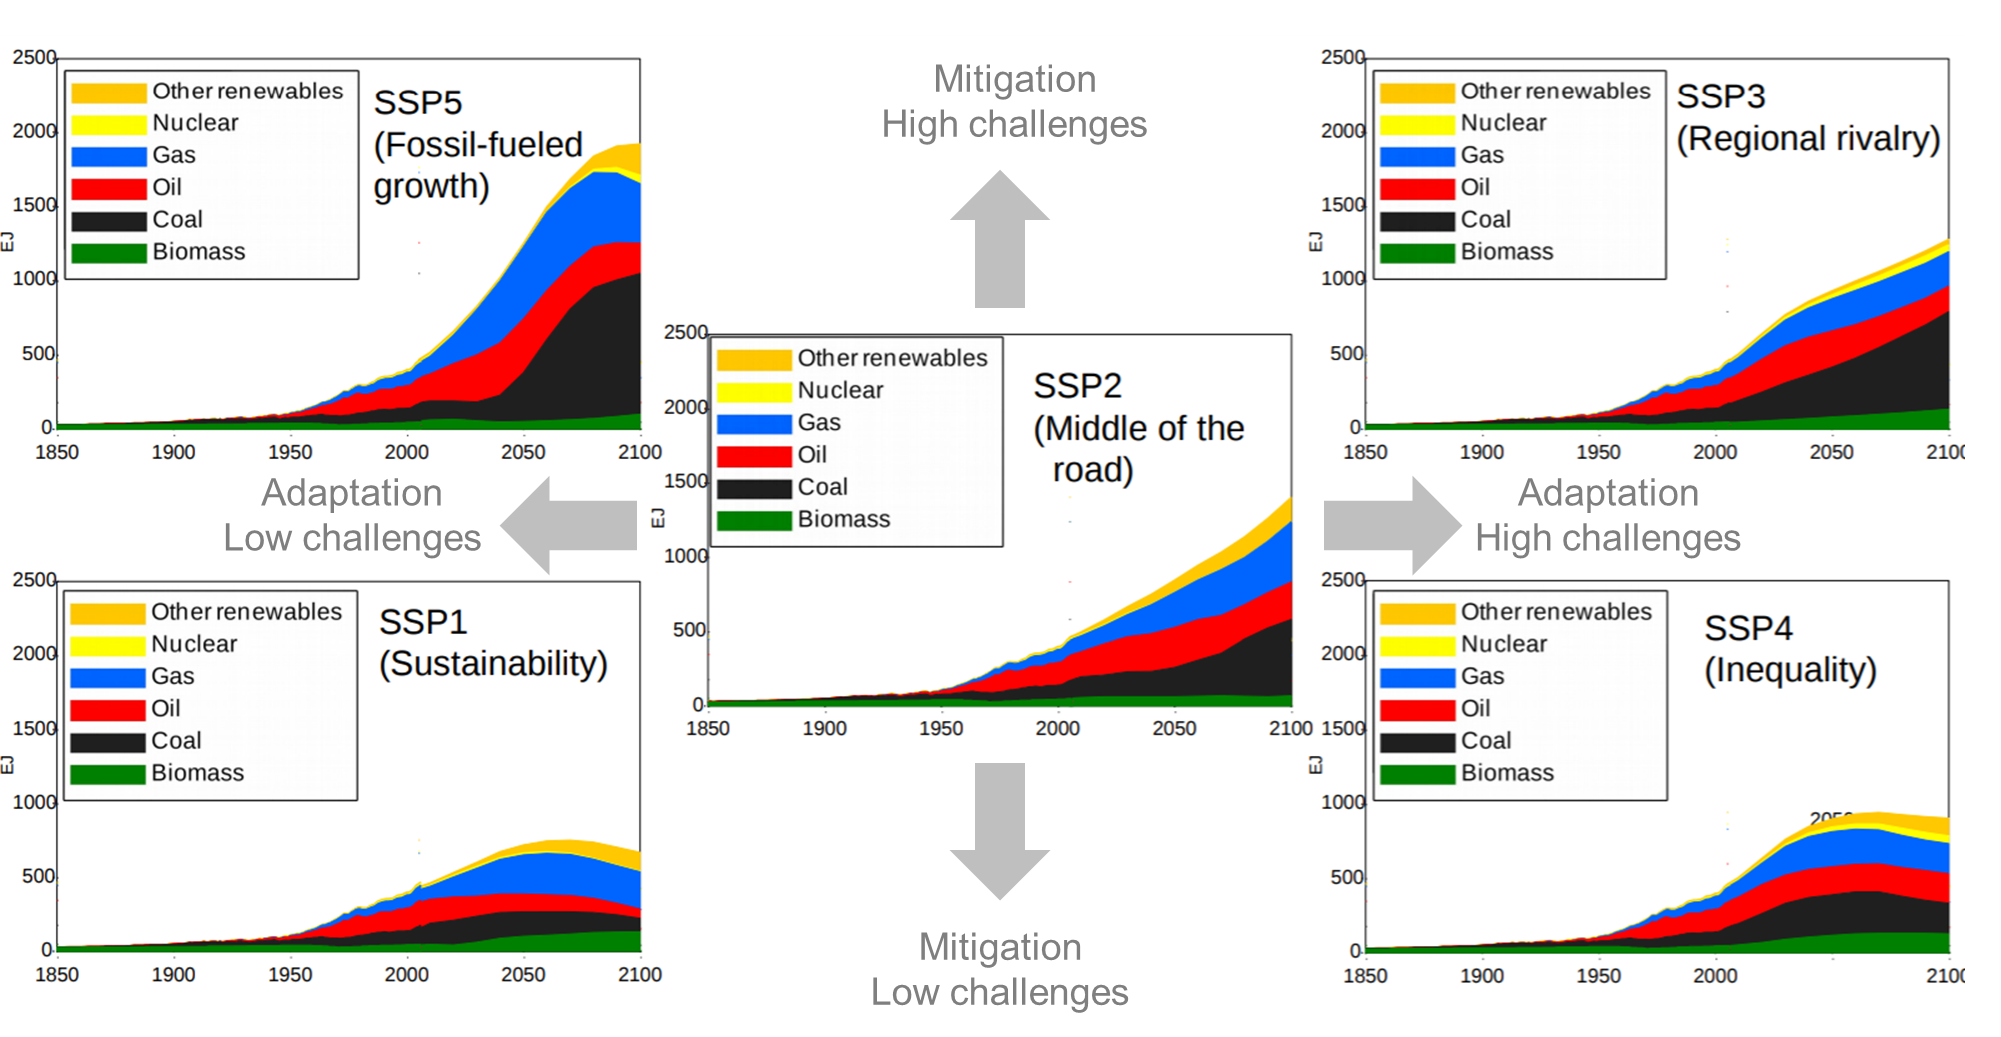 2500
2000
1500
1000
500
0
EJ
1850 1900 1950 2000 2050 2100
Other renewables
Nuclear
Gas
Oil
Coal
Biomass
SSP5
(Fossil-fueled
growth)
Mitigation
High challenges
2500
2000
1500
1000
500
0
EJ
1850 1900 1950 2000 2050 2100
Other renewables
Nuclear
Gas
Oil
Coal
Biomass
SSP3
(Regional rivalry)
Adaptation
Low challenges
2500
2000
1500
1000
500
0
EJ
1850 1900 1950 2000 2050 2100
Other renewables
Nuclear
Gas
Oil
Coal
Biomass
SSP2
(Middle of the
road)
Adaptation
High challenges
2500
2000
1500
1000
500
0
EJ
1850 1900 1950 2000 2050 2100
Other renewables
Nuclear
Gas
Oil
Coal
Biomass
SSP1
(Sustainability)
Mitigation
Low challenges
2500
2000
1500
1000
500
0
EJ
1850 1900 1950 2000 2050 2100
Other renewables
Nuclear
Gas
Oil
Coal
Biomass
SSP4
(Inequality)
2050